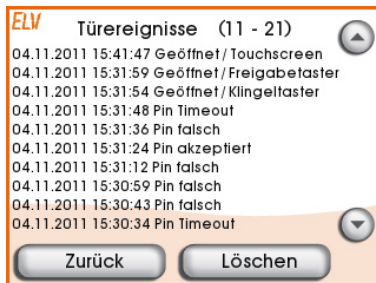 ELV
Türereignisse (11 - 21)
04.11.2011 15:41:47 Geöffnet / Touchscreen
04.11.2011 15:31:59 Geöffnet / Freigabetaster
04.11.2011 15:31:54 Geöffnet / Klingeltaster
04.11.2011 15:31:48 Pin Timeout
04.11.2011 15:31:36 Pin falsch
04.11.2011 15:31:24 Pin akzeptiert
04.11.2011 15:31:12 Pin falsch
04.11.2011 15:30:59 Pin falsch
04.11.2011 15:30:43 Pin falsch
04.11.2011 15:30:34 Pin Timeout
Zurück Löschen